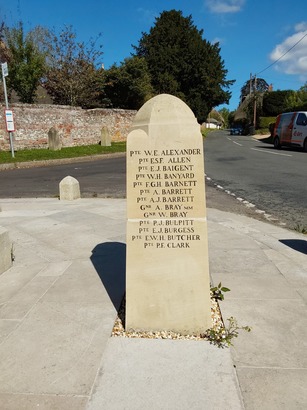 PTE W.E. ALEXANDER
PTE E.S.F. ALLEN
PTE E.J. BAIGENT
PTE W.H. BANYARD
PTE F.G.H. BARNETT
PTE A. BARRETT
PTE A.J. BARRETT
GNR A. BRAY MM
GNR W. BRAY
PTE P.J. BULPITT
PTE E.J. BURGESS
PTE E.W.H. BUTCHER
PTE P.F. CLARK